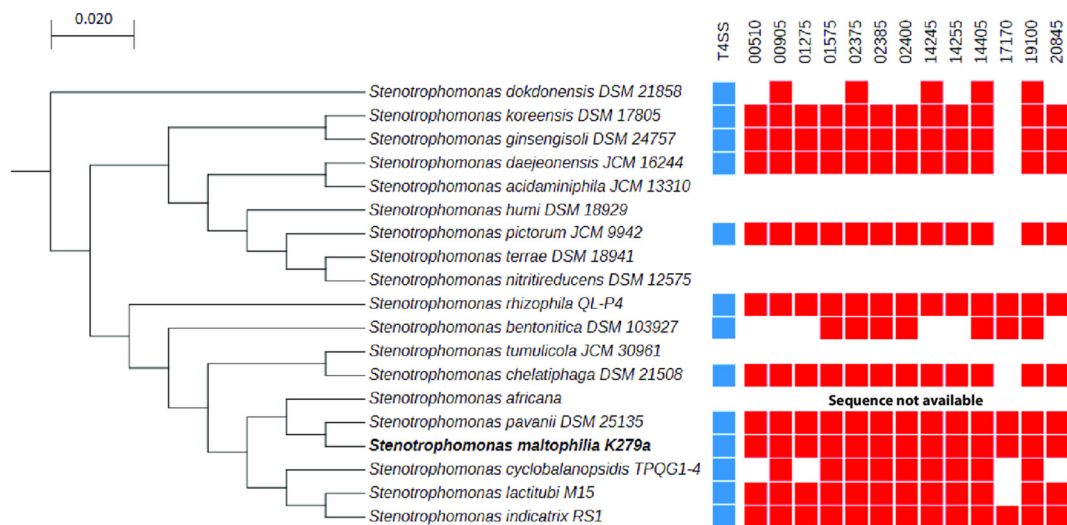 0.020
T4SS 00510 00905 01275 01575 02375 02385 02400 14245 14255 14405 17170 19100 20845
Stenotrophomonas dokdonensis DSM 21858
Stenotrophomonas koreensis DSM 17805
Stenotrophomonas ginsengisoli DSM 24757
Stenotrophomonas daejeonensis JCM 16244
Stenotrophomonas acidaminiphila JCM 13310
Stenotrophomonas humi DSM 18929
Stenotrophomonas pictorum JCM 9942
Stenotrophomonas terrae DSM 18941
Stenotrophomonas nitritireducens DSM 12575
Stenotrophomonas rhizophila QL-P4
Stenotrophomonas bentonitica DSM 103927
Stenotrophomonas tumulicola JCM 30961
Stenotrophomonas chelatiphaga DSM 21508
Stenotrophomonas africana Sequence not available
Stenotrophomonas pavanii DSM 25135
Stenotrophomonas maltophilia K279a
Stenotrophomonas cyclobalanopsidis TPQG1-4
Stenotrophomonas lactitubi M15
Stenotrophomonas indicatrix RS1